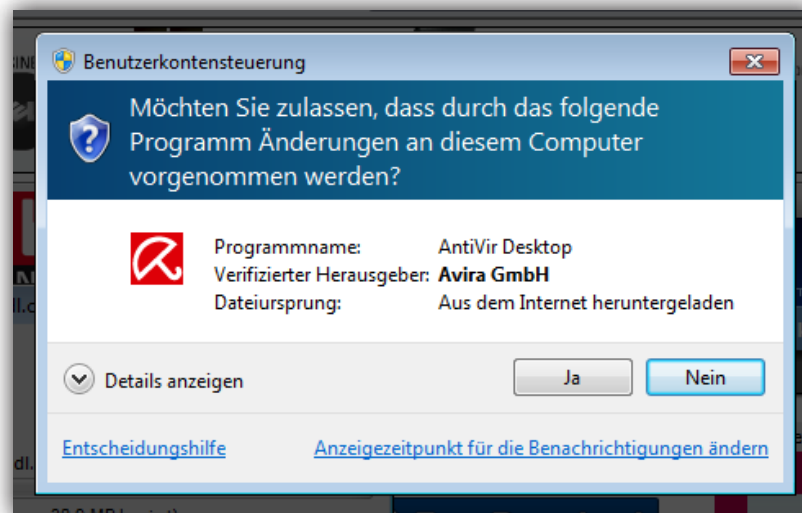 Benutzerkontensteuerung
Möchten Sie zulassen, dass durch das folgende
Programm Änderungen an diesem Computer
vorgenommen werden?
Programmname: AntiVir Desktop
Verifizierter Herausgeber: Avira GmbH
Dateiursprung: Aus dem Internet heruntergeladen
Details anzeigen
Ja Nein
Entscheidungshilfe Anzeigezeitpunkt für die Benachrichtigungen ändern